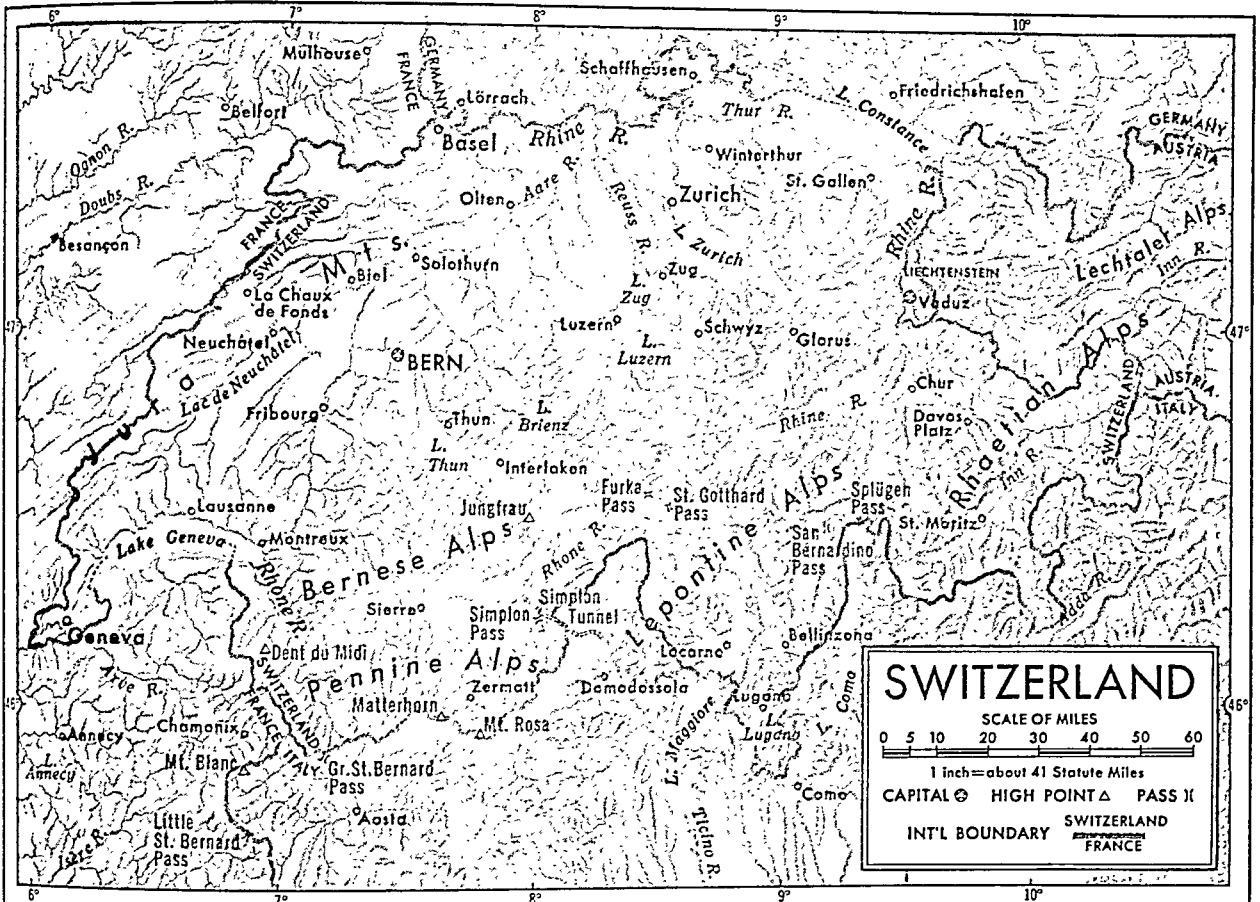 6° 7° 8° 9° 10°
Mulhouse
GERMANY
FRANCE
Schaffhausen
Friedrichshafen
L. Constance
Lörrach
Belfort
Thur R.
GERMANY
AUSTRIA
Ognon R.
Basel
Rhine R.
Winterthur
St. Gallen
Doubs R.
Olten
Aare R.
Reuss R.
Zurich
Rhine R.
Besançon
FRANCE
SWITZERLAND
L. Zurich
Lechtaler Alps
Inn R.
Jura Mts.
Solothurn
Biel
Zug
L.
Zug
LIECHTENSTEIN
La Chaux
de Fonds
Vaduz
47°
Neuchâtel
Luzern
Schwyz
Glarus
47°
L.
Luzern
Lac de Neuchâtel
BERN
Rhaetian Alps
Chur
SWITZERLAND
AUSTRIA
ITALY
Fribourg
Thun
L.
Brienz
Rhine R.
Davos
Platz
L.
Thun
Interlaken
Inn R.
Lausanne
Jungfrau
Furka
Pass
St. Gotthard
Pass
Splügen
Pass
St. Moritz
Lake Geneva
Montreux
Bernese Alps
Rhone R.
Lepontine Alps
San
Bernardino
Pass
Rhone R.
Sierre
Simplon
Pass
Simplon
Tunnel
Adda R.
Geneva
Bellinzona
Dent du Midi
Locarno
Arve R.
SWITZERLAND
FRANCE
ITALY
Pennine Alps
Zermatt
Domodossola
Lugano
L. Como
46°
Matterhorn
Mt. Rosa
L.
Lugano
46°
Annecy
Chamonix
L. Maggiore
L.
Annecy
Mt. Blanc
Gr. St. Bernard
Pass
Como
Aosta
Ticino R.
Isère R.
Little
St. Bernard
Pass
SWITZERLAND
SCALE OF MILES
0 5 10 20 30 40 50 60
1 inch=about 41 Statute Miles
CAPITAL HIGH POINT PASS
INT'L BOUNDARY SWITZERLAND
FRANCE
6° 7° 8° 9° 10°